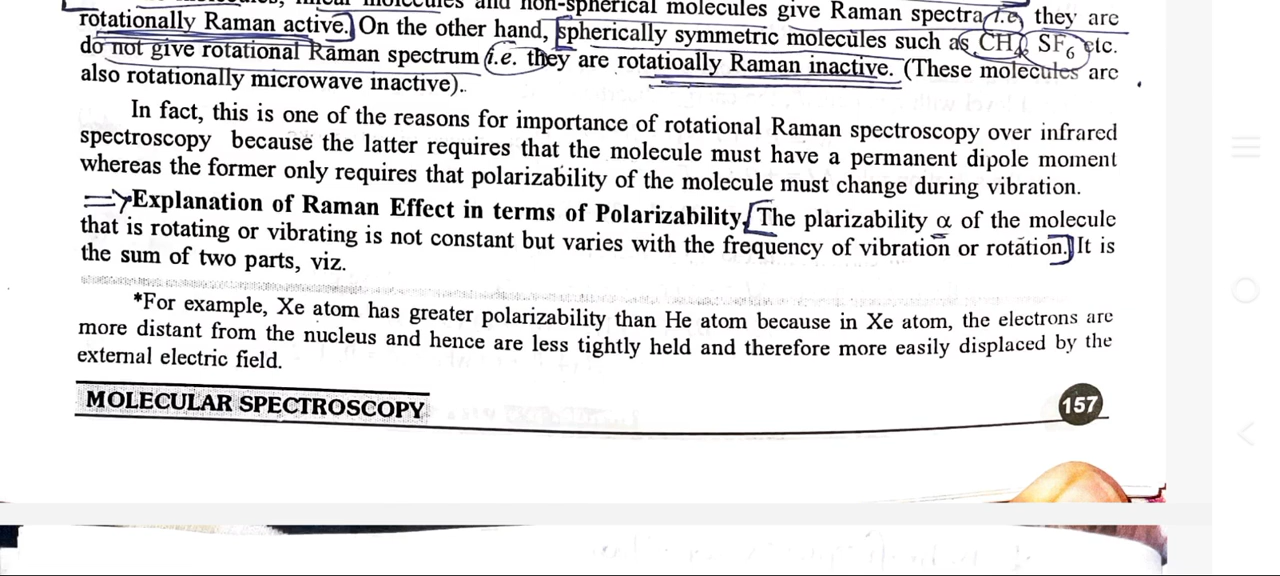 molecules and non-spherical molecules give Raman spectra i.e. they are
rotationally Raman active. On the other hand, spherically symmetric molecules such as CH4, SF6 etc.
do not give rotational Raman spectrum i.e. they are rotatioally Raman inactive. (These molecules are
also rotationally microwave inactive).
In fact, this is one of the reasons for importance of rotational Raman spectroscopy over infrared
spectroscopy because the latter requires that the molecule must have a permanent dipole moment
whereas the former only requires that polarizability of the molecule must change during vibration.
⇒Explanation of Raman Effect in terms of Polarizability. The plarizability α of the molecule
that is rotating or vibrating is not constant but varies with the frequency of vibration or rotation. It is
the sum of two parts, viz.
*For example, Xe atom has greater polarizability than He atom because in Xe atom, the electrons are
more distant from the nucleus and hence are less tightly held and therefore more easily displaced by the
external electric field.
MOLECULAR SPECTROSCOPY
157